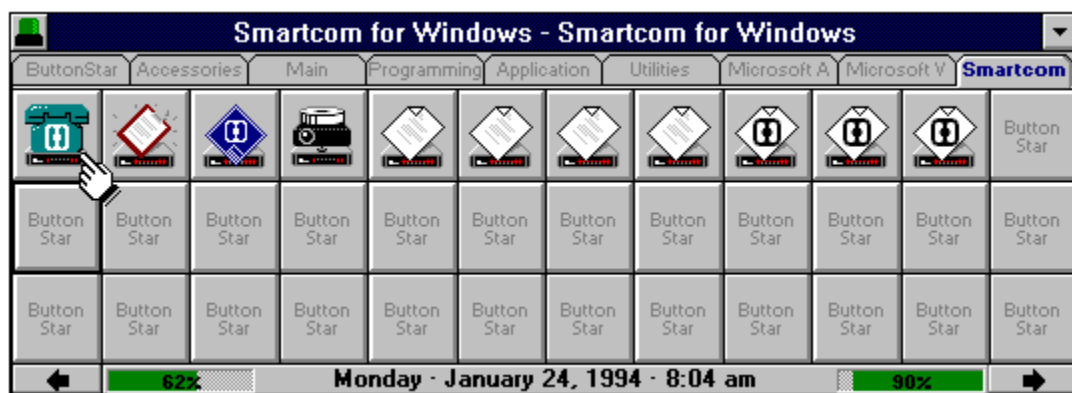 Smartcom for Windows - Smartcom for Windows
ButtonStar Accessories Main Programming Application Utilities Microsoft A Microsoft V Smartcom
Button
Star
Button Button Button Button Button Button Button Button Button Button Button Button
Star Star Star Star Star Star Star Star Star Star Star Star
Button Button Button Button Button Button Button Button Button Button Button Button
Star Star Star Star Star Star Star Star Star Star Star Star
62% Monday · January 24, 1994 · 8:04 am 90%